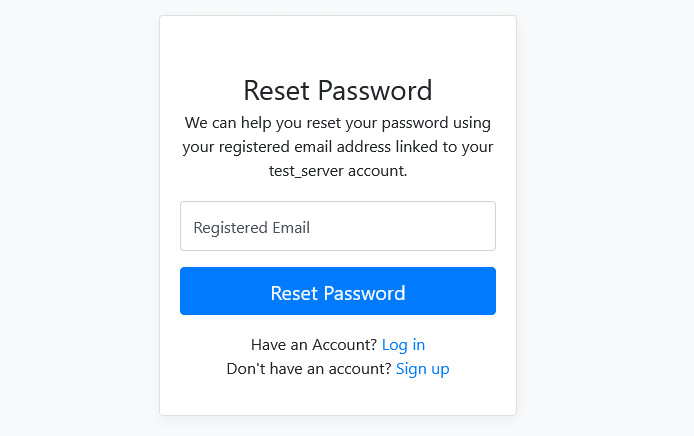 Reset Password
We can help you reset your password using
your registered email address linked to your
test_server account.
Registered Email
Reset Password
Have an Account? Log in
Don't have an account? Sign up